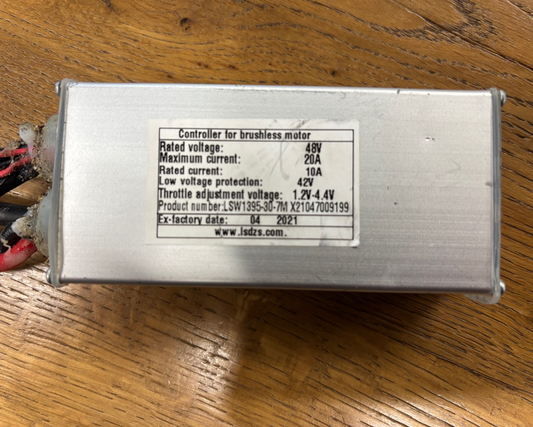 Controller for brushless motor
Rated voltage: 48V
Maximum current: 20A
Rated current: 10A
Low voltage protection: 42V
Throttle adjustment voltage: 1.2V-4.4V
Product number:LSW1395-30-7M X21047009199
Ex-factory date: 04 2021
www.lsdzs.com.